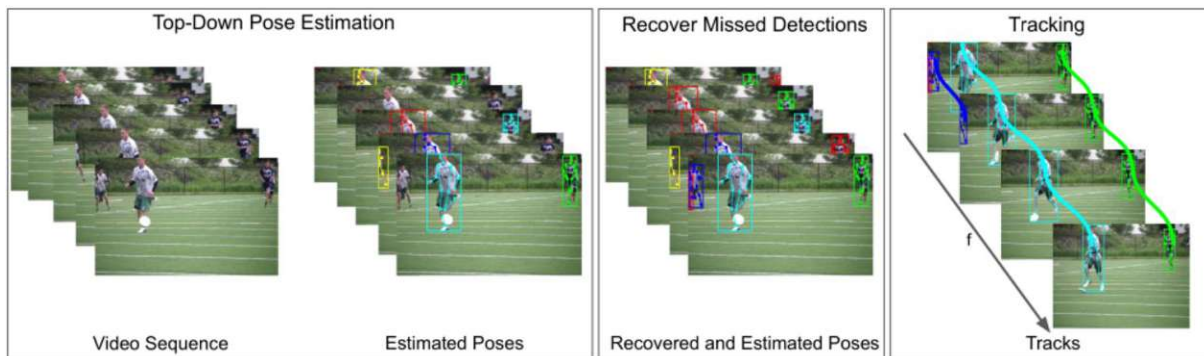 Top-Down Pose Estimation
Recover Missed Detections
Tracking
f
Video Sequence
Estimated Poses
Recovered and Estimated Poses
Tracks